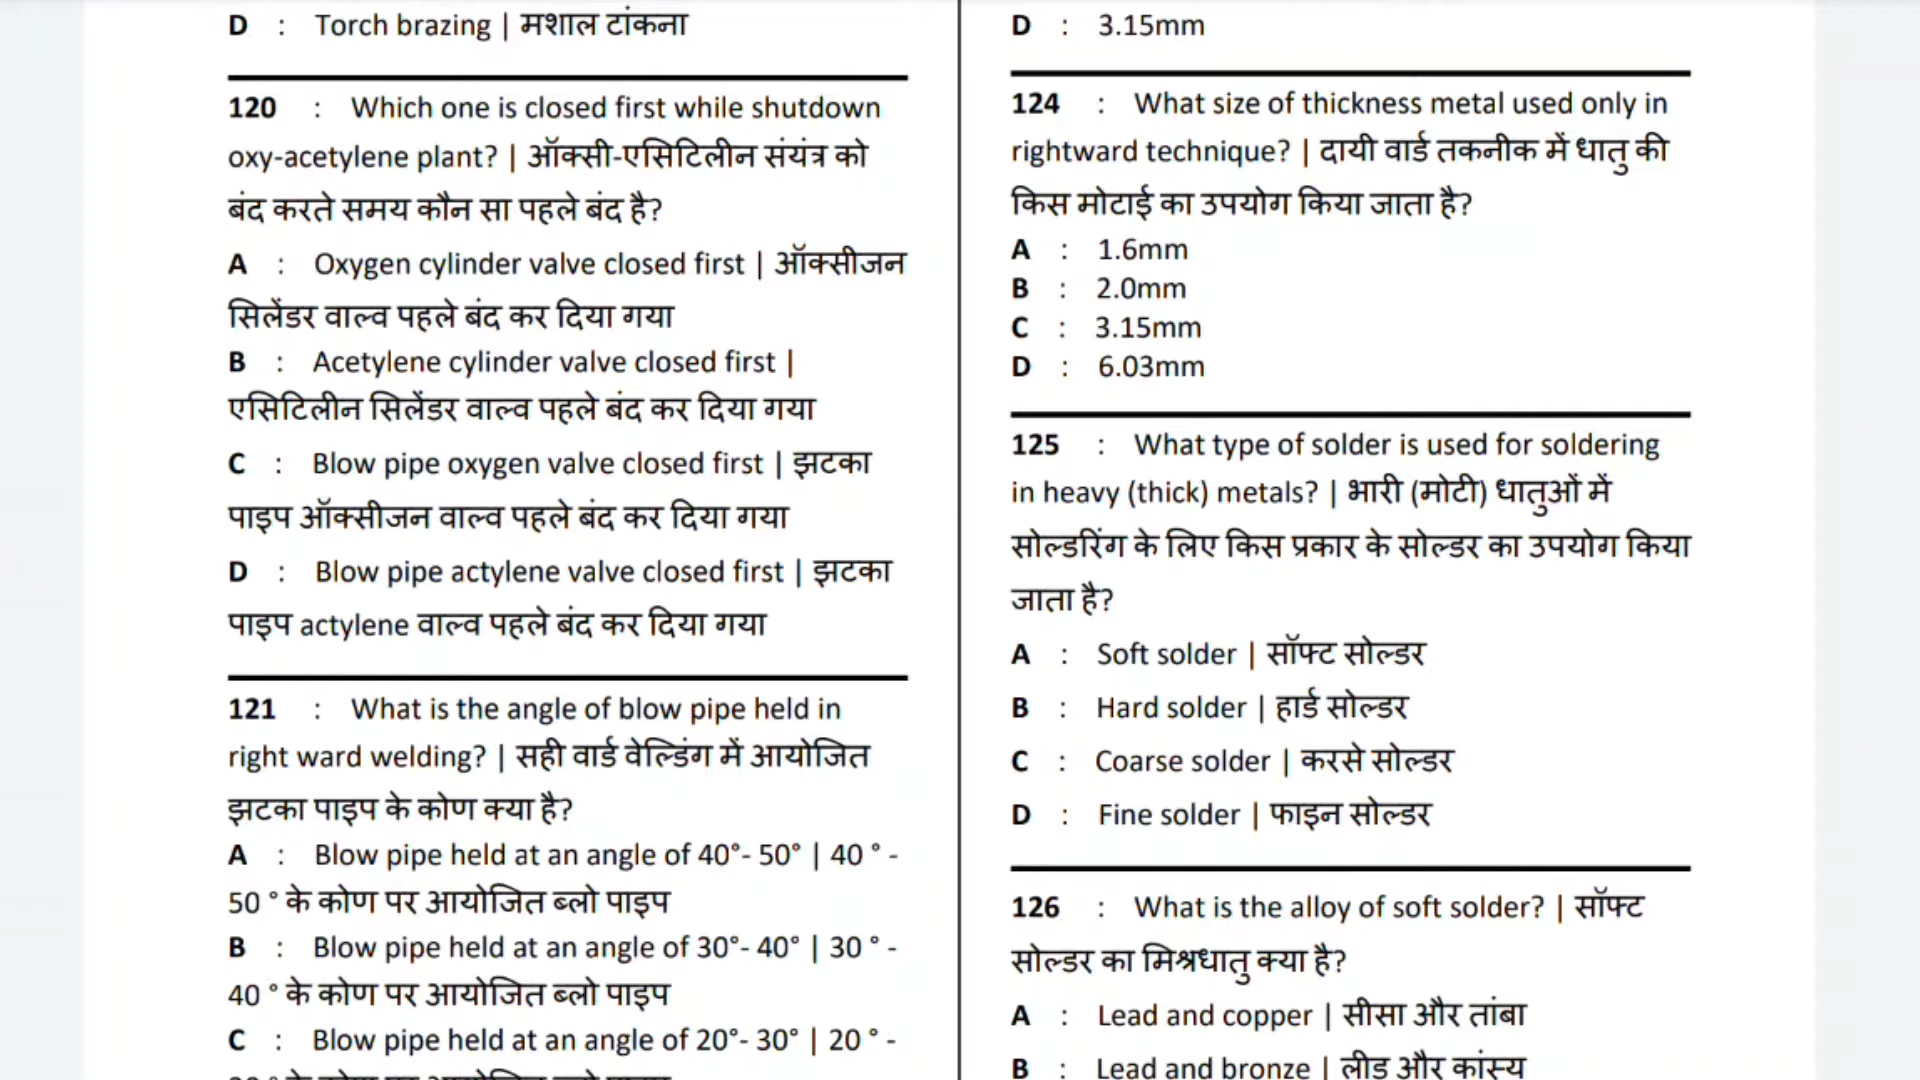 D : Torch brazing | मशाल टांकना
120 : Which one is closed first while shutdown
oxy-acetylene plant? | ऑक्सी-एसिटिलीन संयंत्र को
बंद करते समय कौन सा पहले बंद है?
A : Oxygen cylinder valve closed first | ऑक्सीजन
सिलेंडर वाल्व पहले बंद कर दिया गया
B : Acetylene cylinder valve closed first |
एसिटिलीन सिलेंडर वाल्व पहले बंद कर दिया गया
C : Blow pipe oxygen valve closed first | झटका
पाइप ऑक्सीजन वाल्व पहले बंद कर दिया गया
D : Blow pipe actylene valve closed first | झटका
पाइप actylene वाल्व पहले बंद कर दिया गया
121 : What is the angle of blow pipe held in
right ward welding? | सही वार्ड वेल्डिंग में आयोजित
झटका पाइप के कोण क्या है?
A : Blow pipe held at an angle of 40°- 50° | 40 ° -
50 ° के कोण पर आयोजित ब्लो पाइप
B : Blow pipe held at an angle of 30°- 40° | 30 ° -
40 ° के कोण पर आयोजित ब्लो पाइप
C : Blow pipe held at an angle of 20°- 30° | 20 ° -
D : 3.15mm
124 : What size of thickness metal used only in
rightward technique? | दायी वार्ड तकनीक में धातु की
किस मोटाई का उपयोग किया जाता है?
A : 1.6mm
B : 2.0mm
C : 3.15mm
D : 6.03mm
125 : What type of solder is used for soldering
in heavy (thick) metals? | भारी (मोटी) धातुओं में
सोल्डरिंग के लिए किस प्रकार के सोल्डर का उपयोग किया
जाता है?
A : Soft solder | सॉफ्ट सोल्डर
B : Hard solder | हार्ड सोल्डर
C : Coarse solder | करसे सोल्डर
D : Fine solder | फाइन सोल्डर
126 : What is the alloy of soft solder? | सॉफ्ट
सोल्डर का मिश्रधातु क्या है?
A : Lead and copper | सीसा और तांबा
B : Lead and bronze | लीड और कांस्य